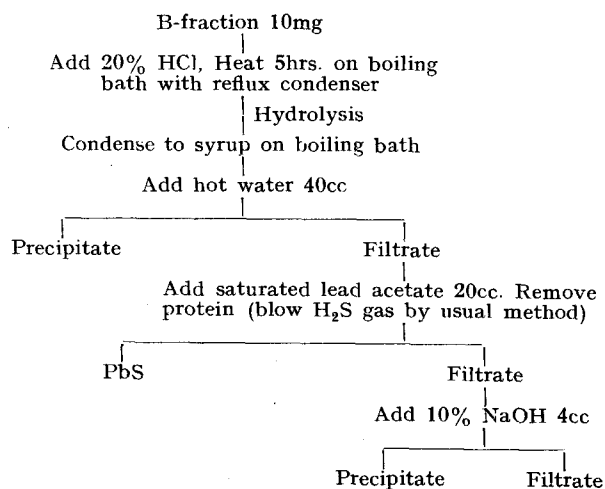 B-fraction 10mg
Add 20% HCl, Heat 5hrs. on boiling
bath with reflux condenser
Hydrolysis
Condense to syrup on boiling bath
Add hot water 40cc
Precipitate Filtrate
Add saturated lead acetate 20cc. Remove
protein (blow H₂S gas by usual method)
PbS Filtrate
Add 10% NaOH 4cc
Precipitate Filtrate